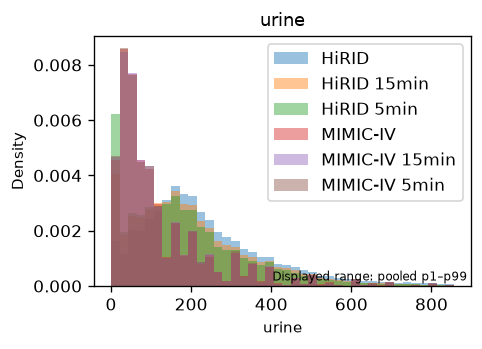 urine
HiRID
HiRID 15min
HiRID 5min
MIMIC-IV
MIMIC-IV 15min
MIMIC-IV 5min
Density
0.008
0.006
0.004
0.002
0.000
Displayed range: pooled p1–p99
0 200 400 600 800
urine